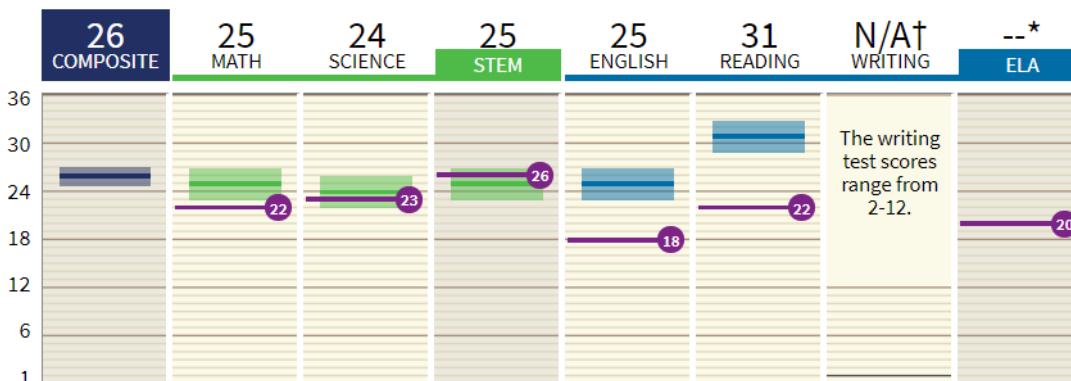 26 25 24 25 25 31 N/A† --*
COMPOSITE MATH SCIENCE STEM ENGLISH READING WRITING ELA
36
30
24
18
12
6
1
22
23
26
18
22
The writing
test scores
range from
2-12.
20